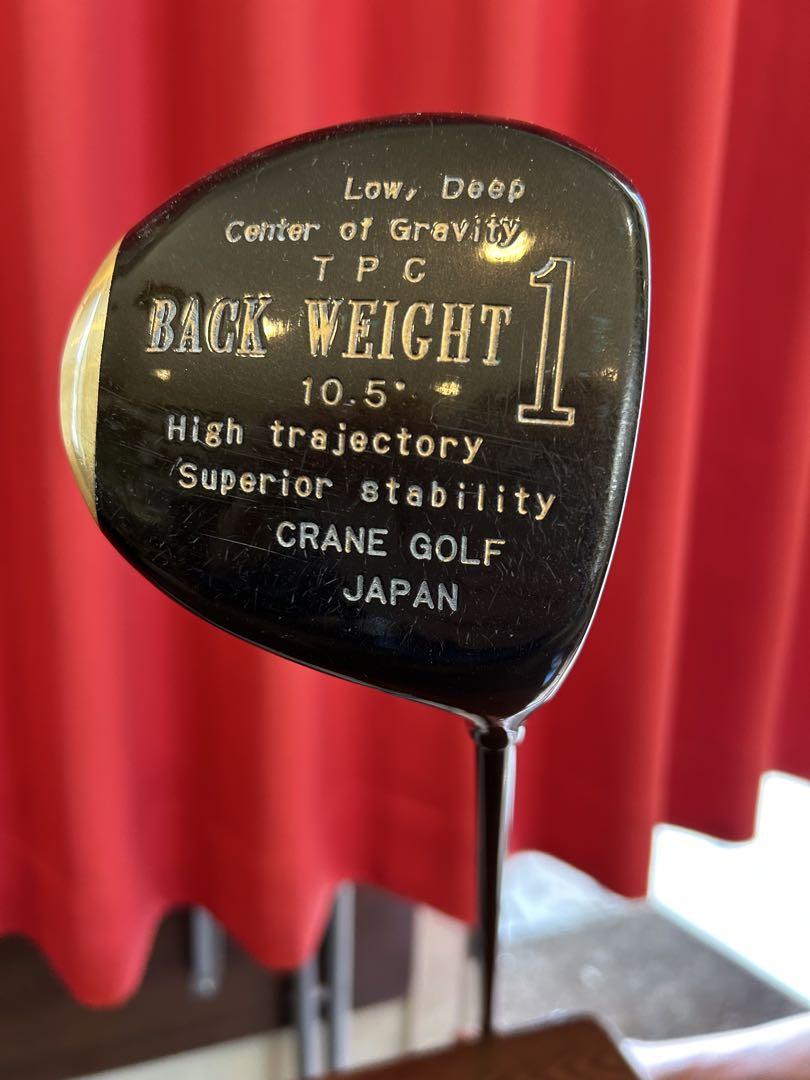 Low, Deep
Center of Gravity
TPC
BACK WEIGHT 1
10.5°
High trajectory
Superior stability
CRANE GOLF
JAPAN